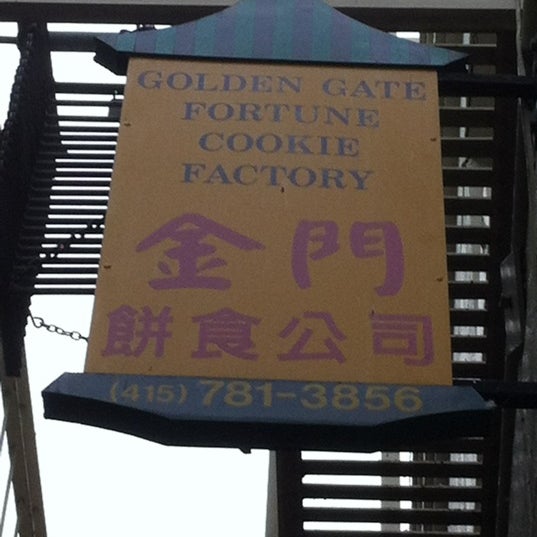 GOLDEN GATE
FORTUNE
COOKIE
FACTORY
金門
餅食公司
(415) 781-3856